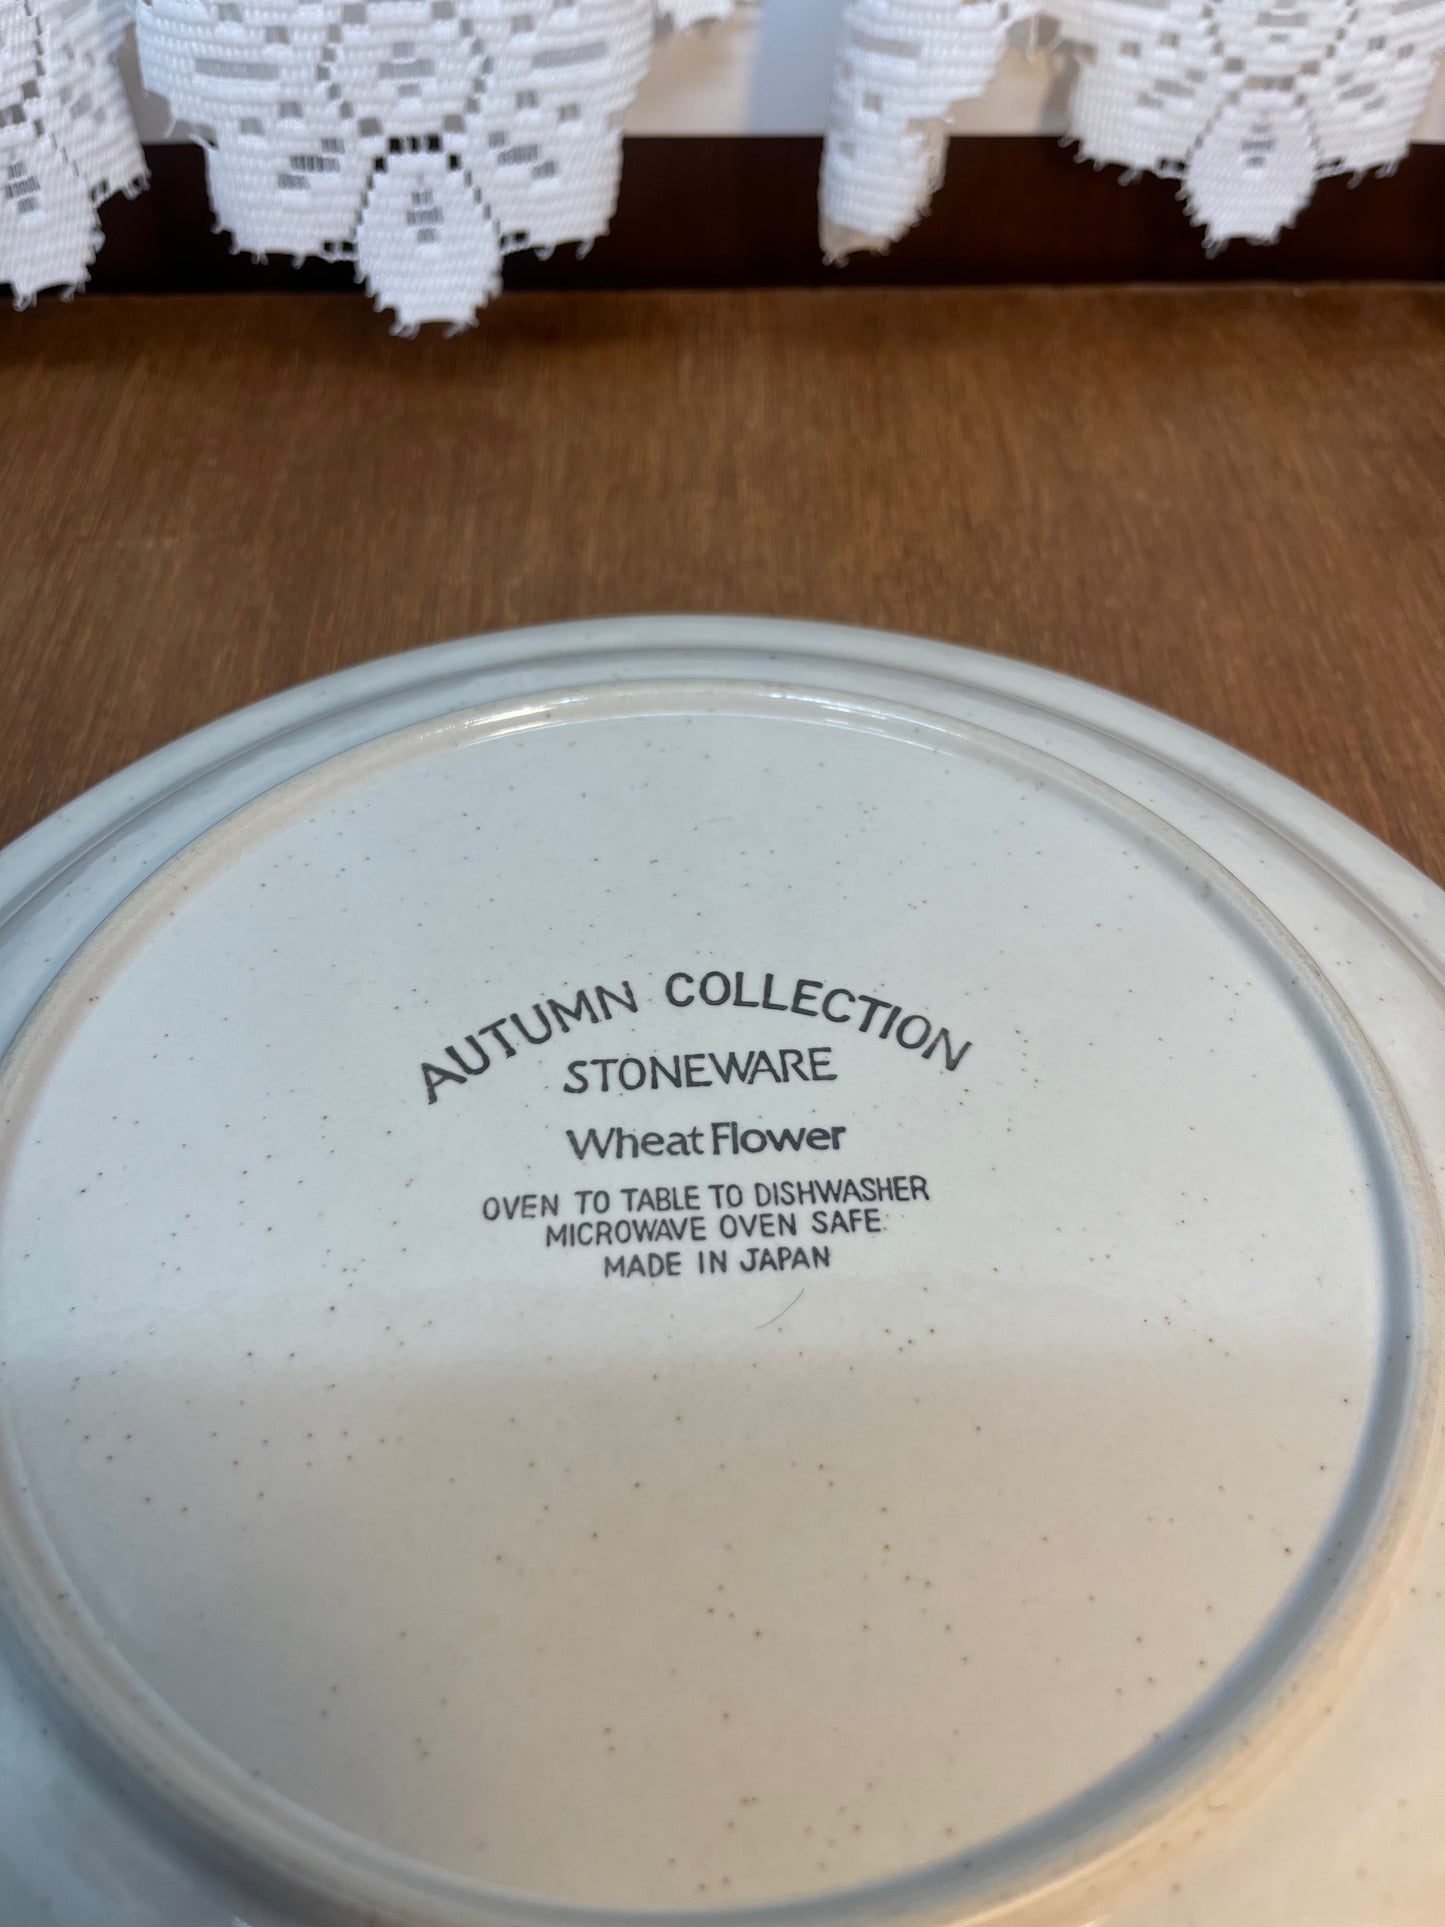 AUTUMN COLLECTION
STONEWARE
Wheat Flower
OVEN TO TABLE TO DISHWASHER
MICROWAVE OVEN SAFE
MADE IN JAPAN